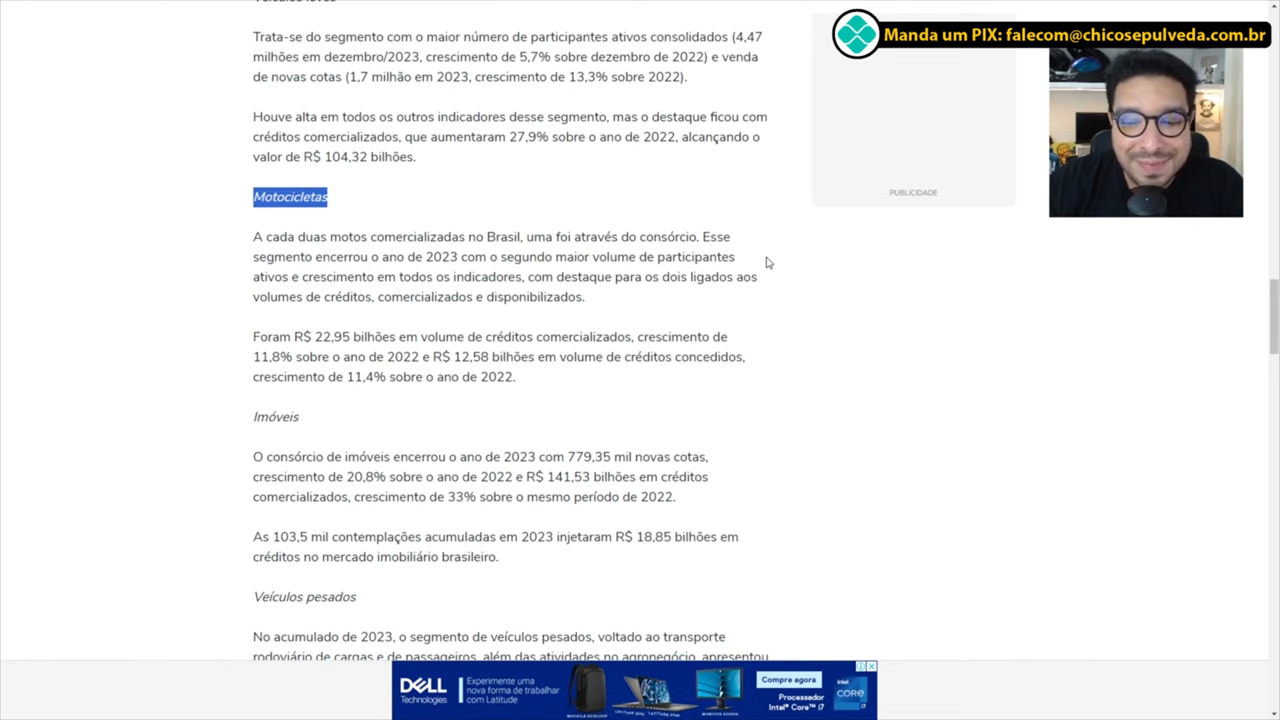 Manda um PIX: falecom@chicosepulveda.com.br
Trata-se do segmento com o maior número de participantes ativos consolidados (4,47
milhões em dezembro/2023, crescimento de 5,7% sobre dezembro de 2022) e venda
de novas cotas (1,7 milhão em 2023, crescimento de 13,3% sobre 2022).
Houve alta em todos os outros indicadores desse segmento, mas o destaque ficou com
créditos comercializados, que aumentaram 27,9% sobre o ano de 2022, alcançando o
valor de R$ 104,32 bilhões.
PUBLICIDADE
Motocicletas
A cada duas motos comercializadas no Brasil, uma foi através do consórcio. Esse
segmento encerrou o ano de 2023 com o segundo maior volume de participantes
ativos e crescimento em todos os indicadores, com destaque para os dois ligados aos
volumes de créditos, comercializados e disponibilizados.
Foram R$ 22,95 bilhões em volume de créditos comercializados, crescimento de
11,8% sobre o ano de 2022 e R$ 12,58 bilhões em volume de créditos concedidos,
crescimento de 11,4% sobre o ano de 2022.
Imóveis
O consórcio de imóveis encerrou o ano de 2023 com 779,35 mil novas cotas,
crescimento de 20,8% sobre o ano de 2022 e R$ 141,53 bilhões em créditos
comercializados, crescimento de 33% sobre o mesmo período de 2022.
As 103,5 mil contemplações acumuladas em 2023 injetaram R$ 18,85 bilhões em
créditos no mercado imobiliário brasileiro.
Veículos pesados
No acumulado de 2023, o segmento de veículos pesados, voltado ao transporte
rodoviário de cargas e de passageiros, além das atividades no agronegócio, apresentou
DELL
Technologies
Experimente uma
nova forma de trabalhar
com Latitude
Compre agora
Processador
Intel® Core™ i7
intel
CORE
i7